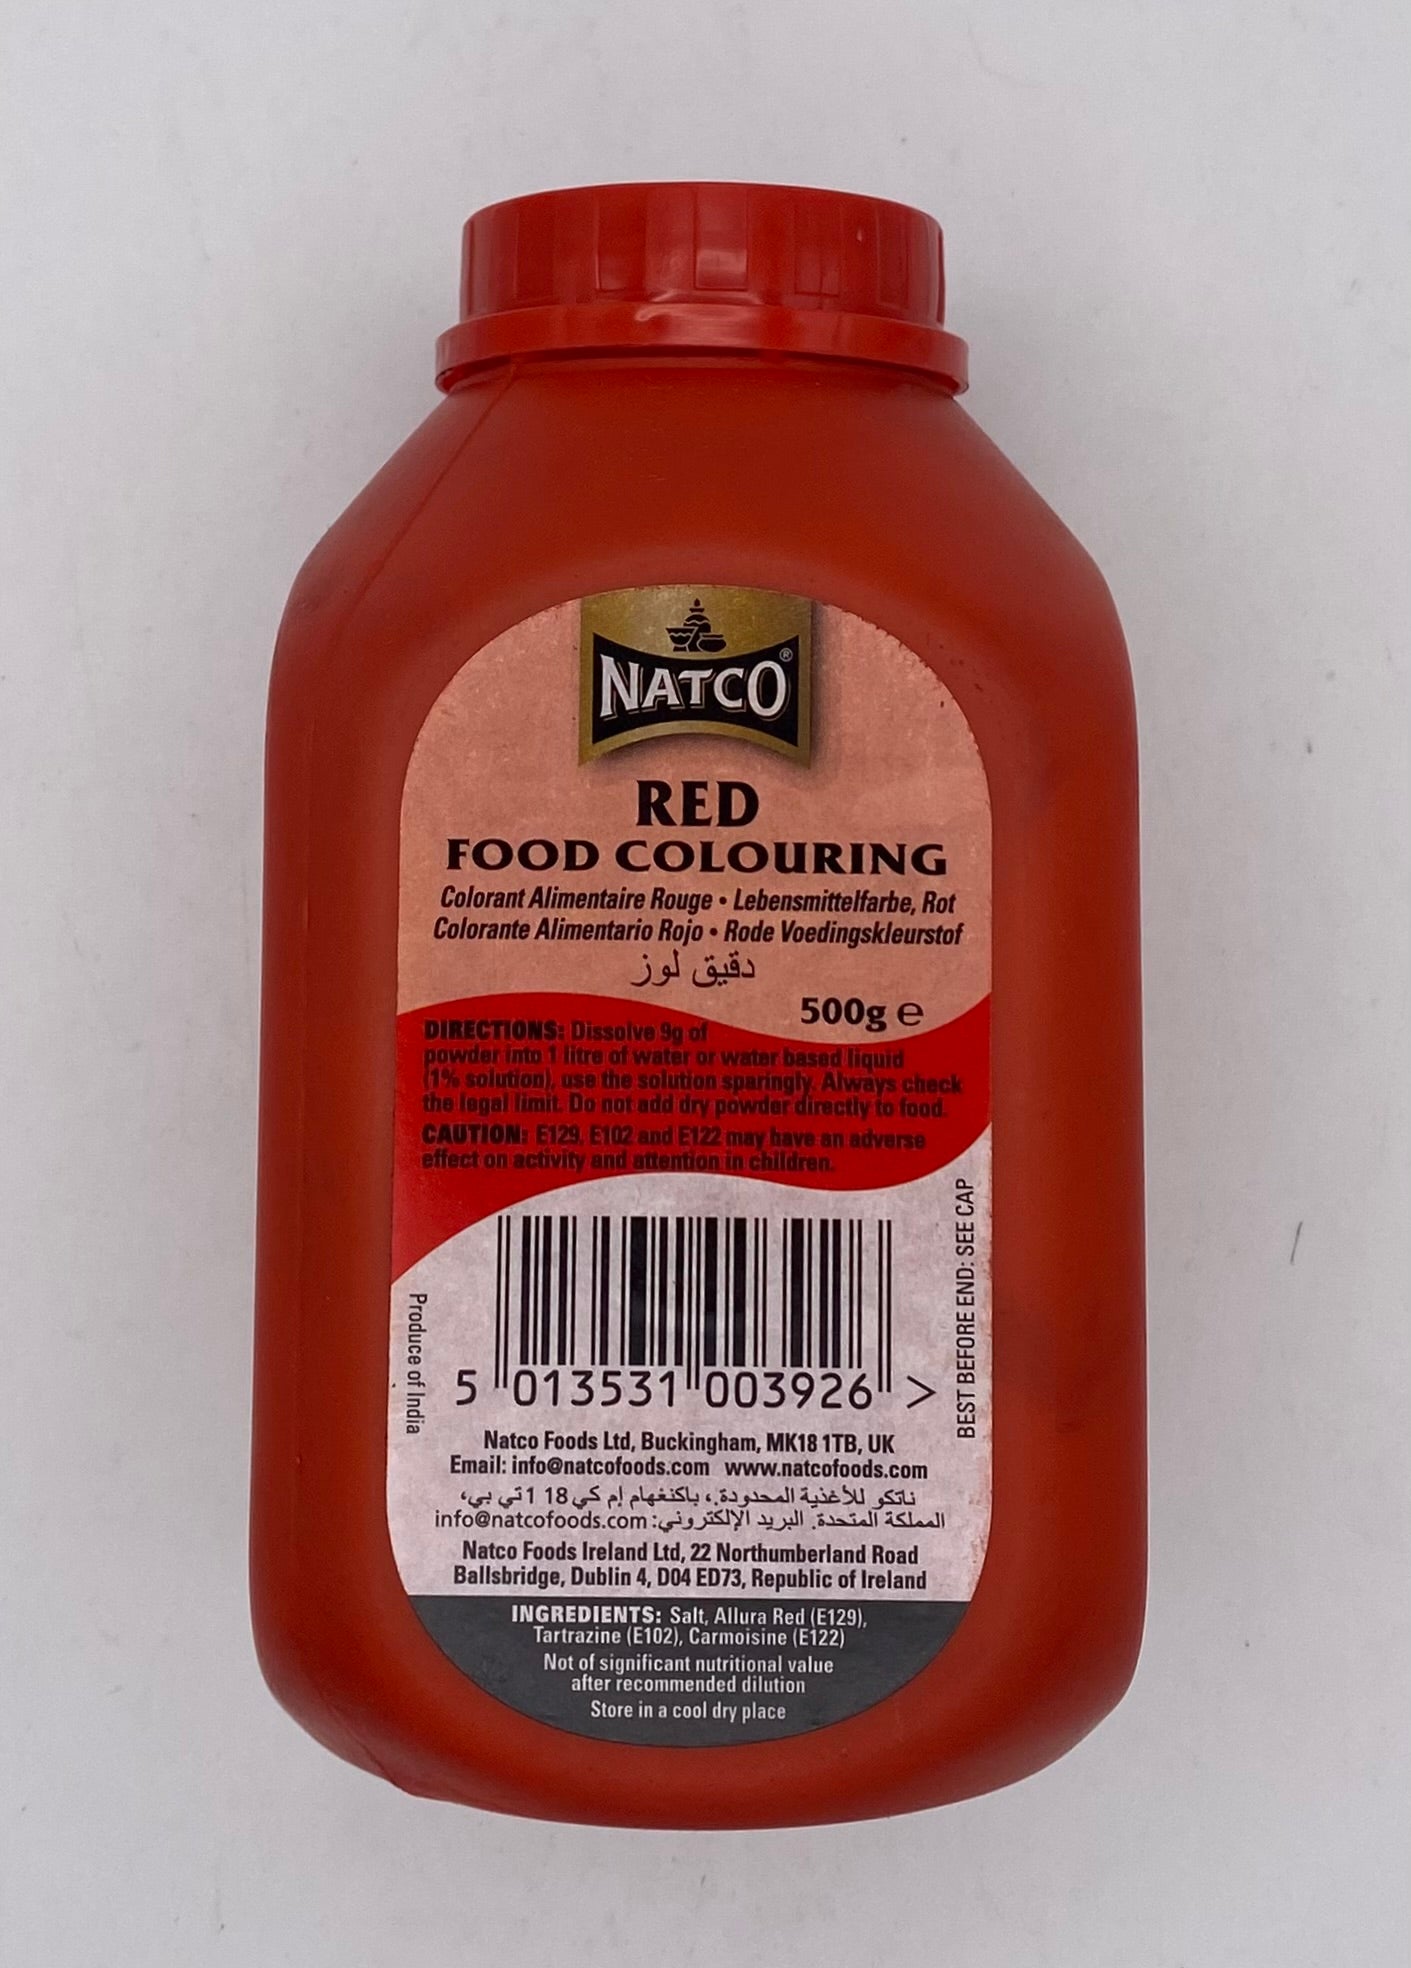 NATCO®
RED
FOOD COLOURING
Colorant Alimentaire Rouge • Lebensmittelfarbe, Rot
Colorante Alimentario Rojo • Rode Voedingskleurstof
دقيق لوز
500g ℮
DIRECTIONS: Dissolve 9g of
powder into 1 litre of water or water based liquid
(1% solution), use the solution sparingly. Always check
the legal limit. Do not add dry powder directly to food.
CAUTION: E129, E102 and E122 may have an adverse
effect on activity and attention in children.
Produce of India
BEST BEFORE END: SEE CAP
5 013531 003926 >
Natco Foods Ltd, Buckingham, MK18 1TB, UK
Email: info@natcofoods.com www.natcofoods.com
ناتكو للأغذية المحدودة.، باكنغهام إم كي 18 1 تي بي،
المملكة المتحدة. البريد الإلكتروني: info@natcofoods.com
Natco Foods Ireland Ltd, 22 Northumberland Road
Ballsbridge, Dublin 4, D04 ED73, Republic of Ireland
INGREDIENTS: Salt, Allura Red (E129),
Tartrazine (E102), Carmoisine (E122)
Not of significant nutritional value
after recommended dilution
Store in a cool dry place